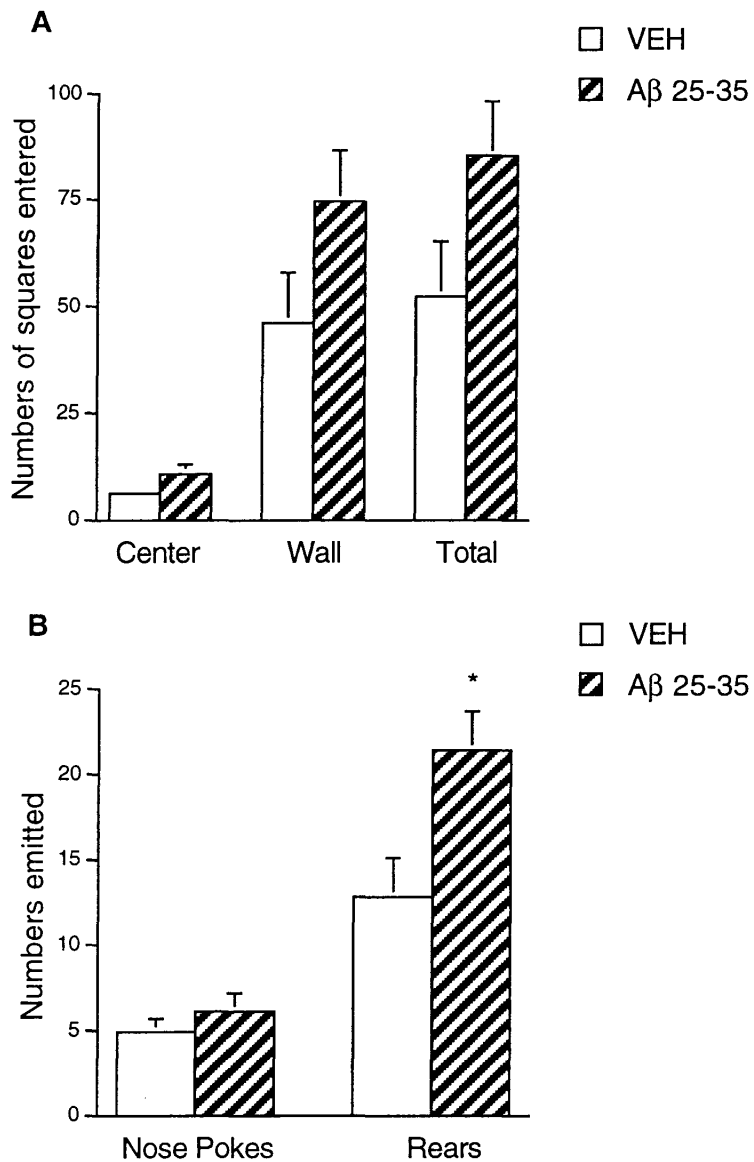 A
VEH
Aβ 25-35
Numbers of squares entered
100
75
50
25
0
Center Wall Total
B
VEH
Aβ 25-35
*
Numbers emitted
25
20
15
10
5
0
Nose Pokes Rears